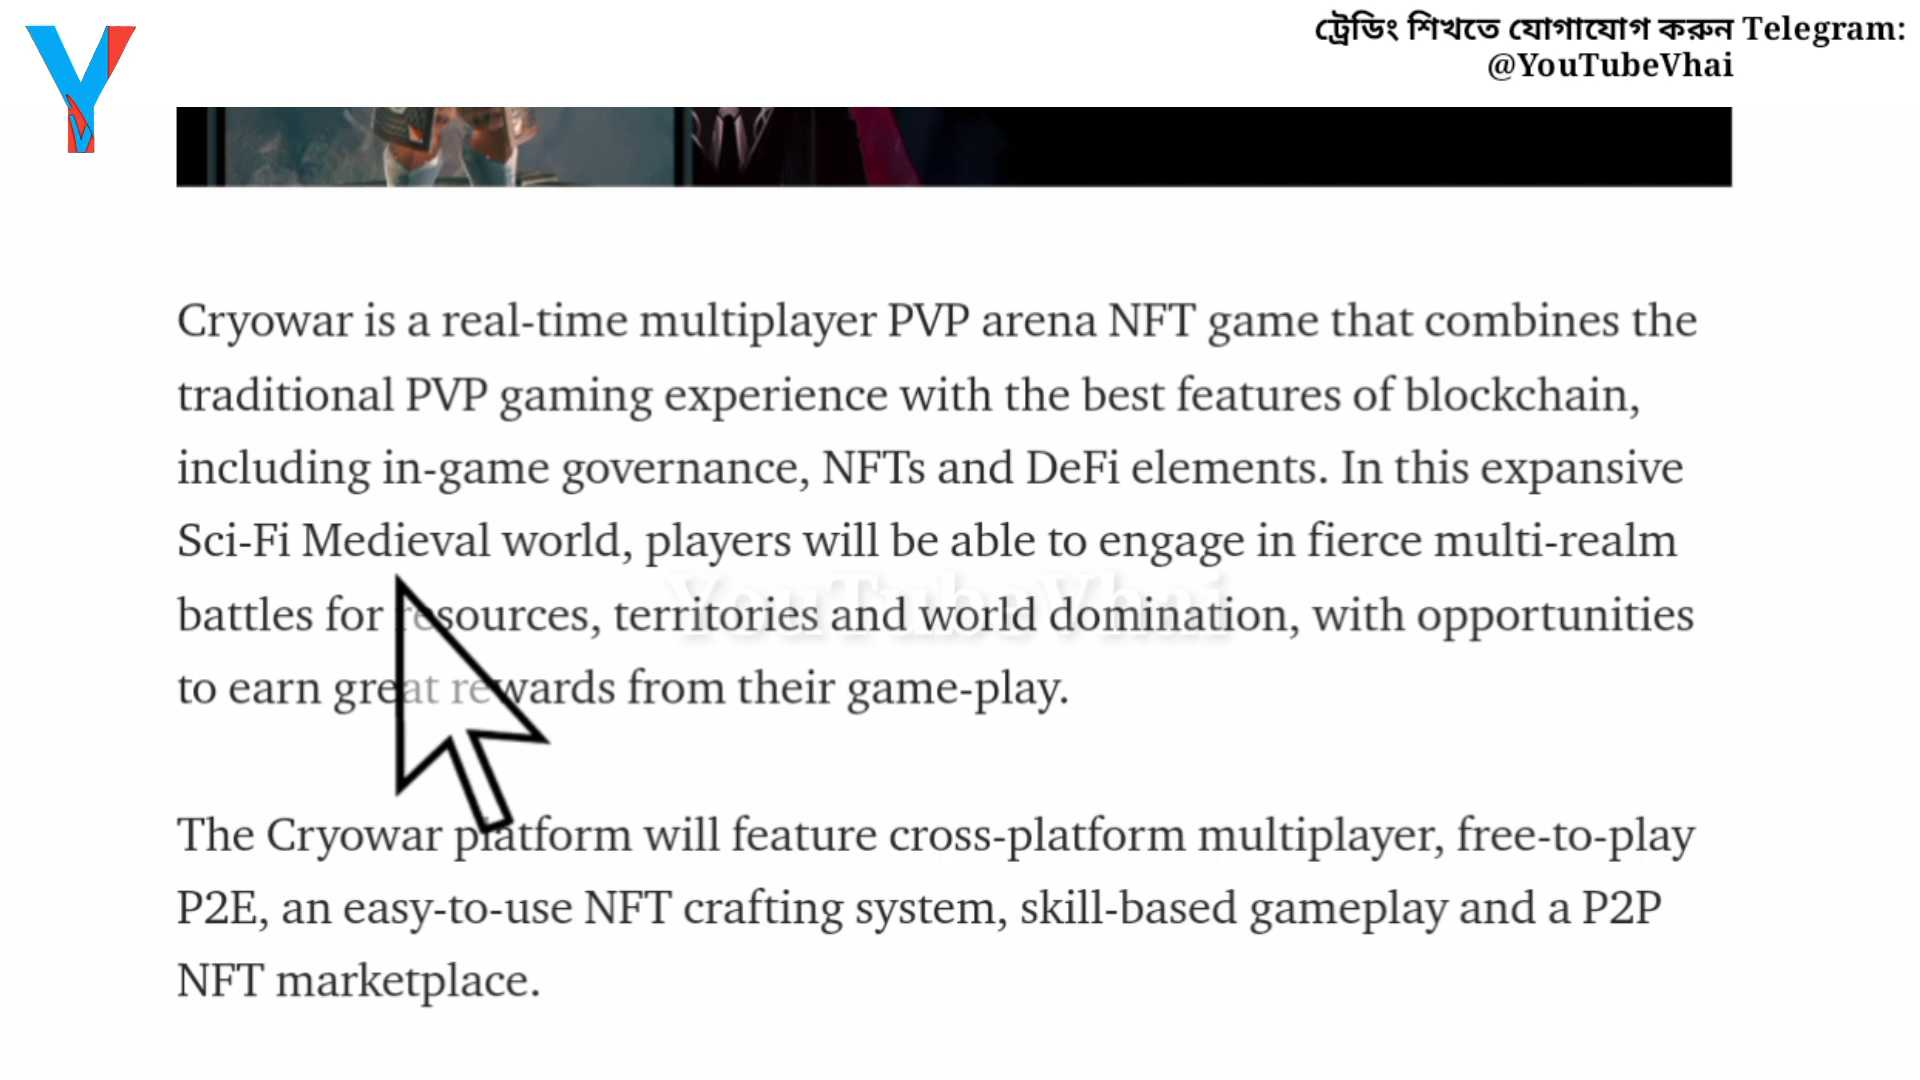 ট্রেডিং শিখতে যোগাযোগ করুন Telegram:
@YouTubeVhai
Cryowar is a real-time multiplayer PVP arena NFT game that combines the
traditional PVP gaming experience with the best features of blockchain,
including in-game governance, NFTs and DeFi elements. In this expansive
Sci-Fi Medieval world, players will be able to engage in fierce multi-realm
battles for resources, territories and world domination, with opportunities
YouTubeVhai
to earn great rewards from their game-play.
The Cryowar platform will feature cross-platform multiplayer, free-to-play
P2E, an easy-to-use NFT crafting system, skill-based gameplay and a P2P
NFT marketplace.